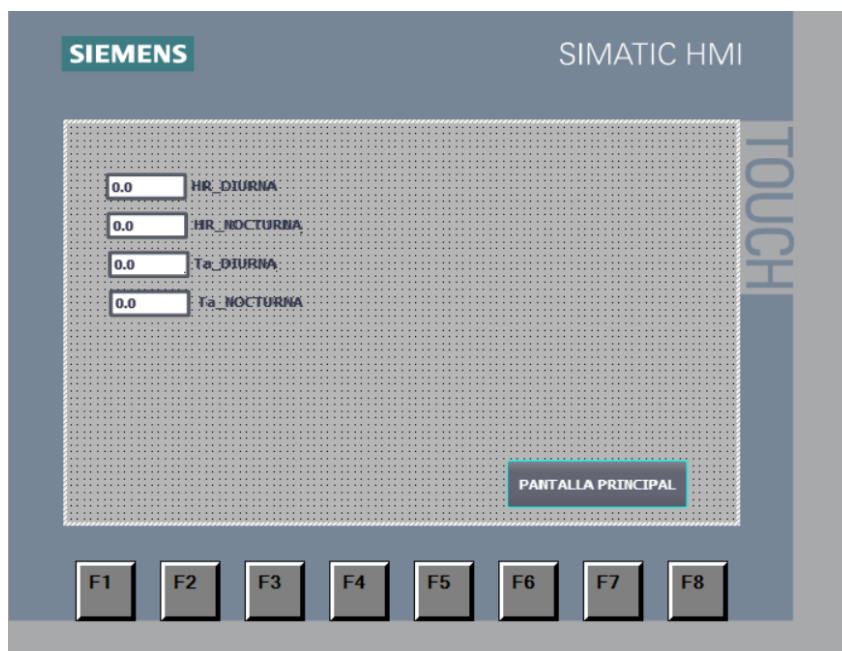 SIEMENS
SIMATIC HMI
TOUCH
0.0 HR_DIURNA
0.0 HR_NOCTURNA
0.0 Ta_DIURNA
0.0 Ta_NOCTURNA
PANTALLA PRINCIPAL
F1 F2 F3 F4 F5 F6 F7 F8